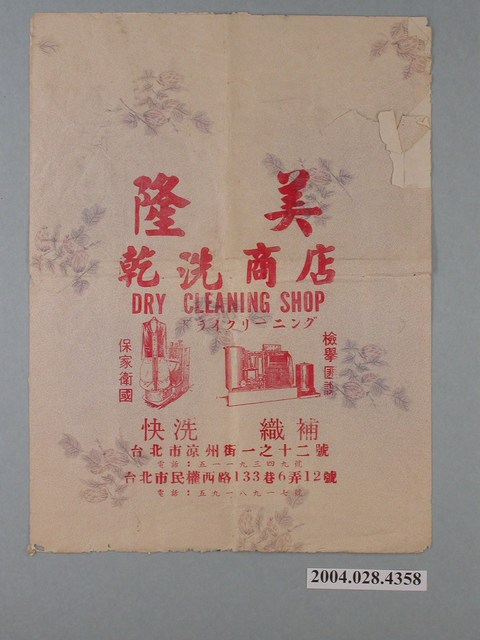 隆美
乾洗商店
DRY CLEANING SHOP
ドライクリーニング
保家衛國
檢舉匪諜
快洗 織補
台北市凉州街一之十二號
電話：五一一九三四九號
台北市民權西路133巷6弄12號
電話：五九一八九一七號
2004.028.4358